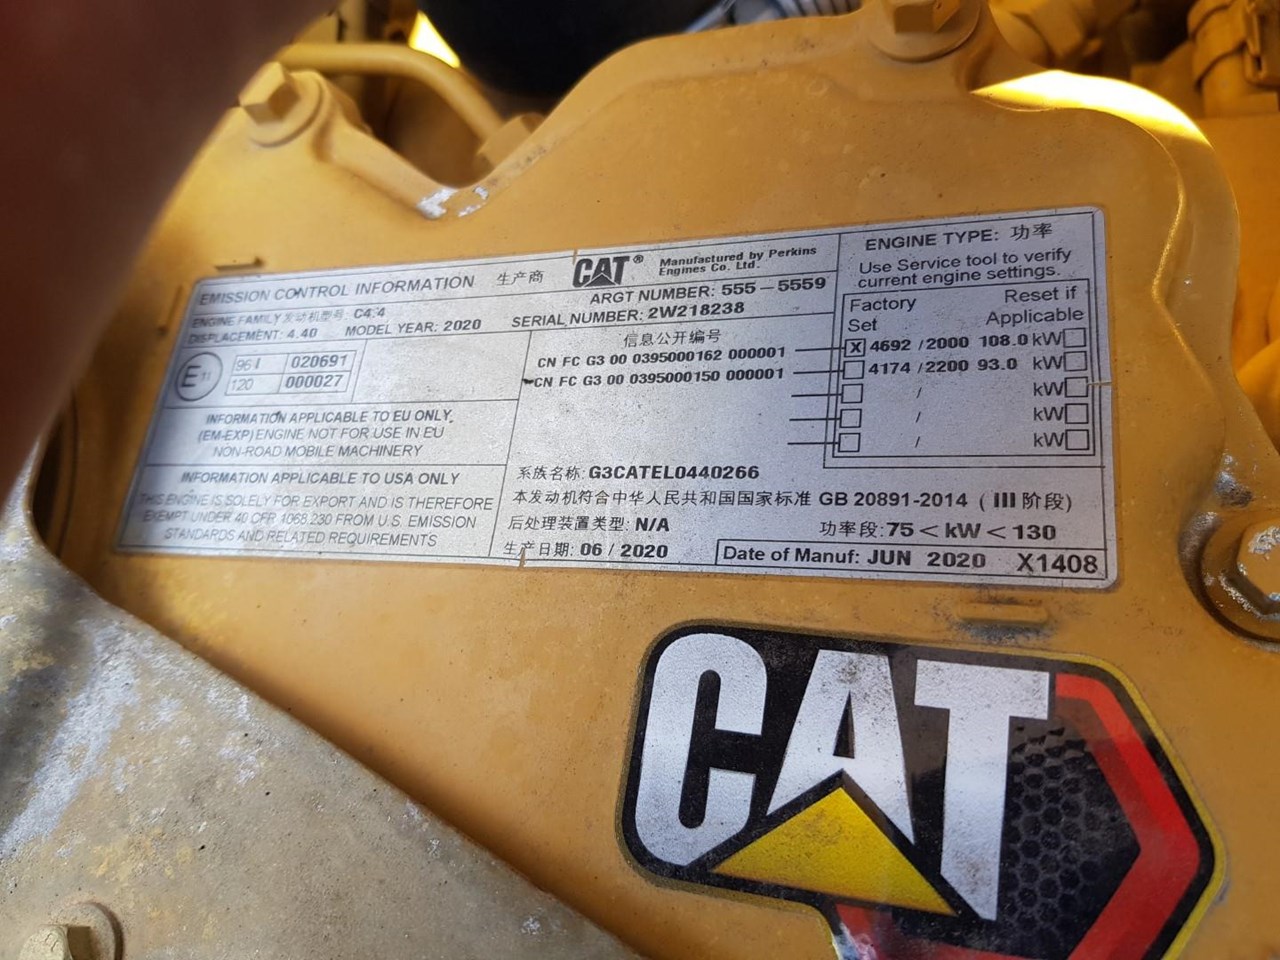 EMISSION CONTROL INFORMATION 生产商 CAT® Manufactured by Perkins Engines Co. Ltd.
ENGINE FAMILY 发动机型号: C4.4
ARGT NUMBER: 555-5559
DISPLACEMENT: 4.40 MODEL YEAR: 2020 SERIAL NUMBER: 2W218238
E11
96 I 020691
120 000027
INFORMATION APPLICABLE TO EU ONLY.
(EM-EXP) ENGINE NOT FOR USE IN EU
NON-ROAD MOBILE MACHINERY
INFORMATION APPLICABLE TO USA ONLY
THIS ENGINE IS SOLELY FOR EXPORT AND IS THEREFORE
EXEMPT UNDER 40 CFR 1068.230 FROM U.S. EMISSION
STANDARDS AND RELATED REQUIREMENTS
信息公开编号
CN FC G3 00 0395000162 000001
CN FC G3 00 0395000150 000001
ENGINE TYPE: 功率
Use Service tool to verify
current engine settings.
Factory Set Reset if Applicable
X 4692 / 2000 108.0 kW
4174 / 2200 93.0 kW
/ kW
/ kW
/ kW
系族名称: G3CATEL0440266
本发动机符合中华人民共和国国家标准 GB 20891-2014 ( III 阶段)
后处理装置类型: N/A 功率段: 75 < kW < 130
生产日期: 06 / 2020 Date of Manuf: JUN 2020 X1408
CAT